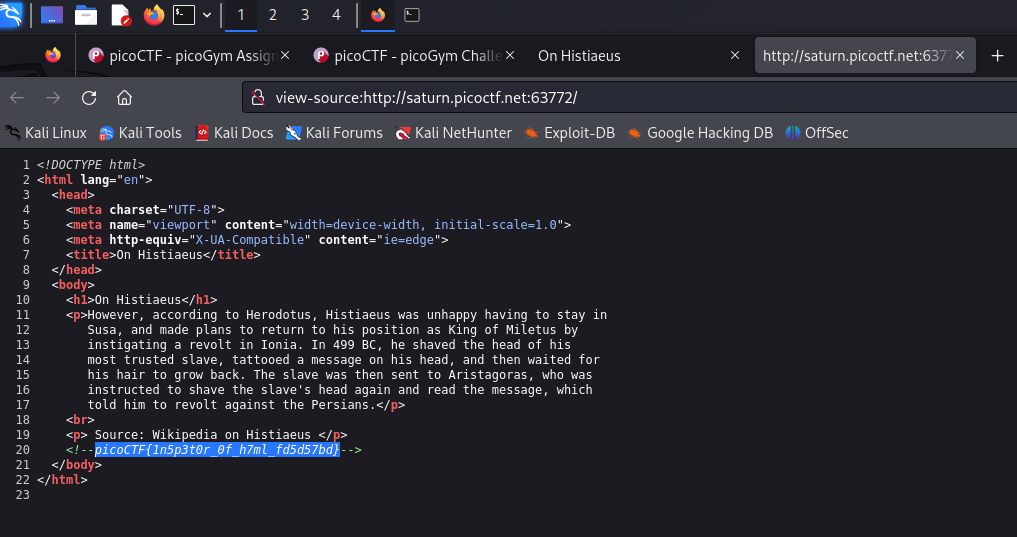 1 2 3 4
picoCTF - picoGym Assign picoCTF - picoGym Challe On Histiaeus http://saturn.picoctf.net:6377
view-source:http://saturn.picoctf.net:63772/
Kali Linux Kali Tools Kali Docs Kali Forums Kali NetHunter Exploit-DB Google Hacking DB OffSec
1 <!DOCTYPE html>
2 <html lang="en">
3 <head>
4 <meta charset="UTF-8">
5 <meta name="viewport" content="width=device-width, initial-scale=1.0">
6 <meta http-equiv="X-UA-Compatible" content="ie=edge">
7 <title>On Histiaeus</title>
8 </head>
9 <body>
10 <h1>On Histiaeus</h1>
11 <p>However, according to Herodotus, Histiaeus was unhappy having to stay in
12 Susa, and made plans to return to his position as King of Miletus by
13 instigating a revolt in Ionia. In 499 BC, he shaved the head of his
14 most trusted slave, tattooed a message on his head, and then waited for
15 his hair to grow back. The slave was then sent to Aristagoras, who was
16 instructed to shave the slave's head again and read the message, which
17 told him to revolt against the Persians.</p>
18 <br>
19 <p> Source: Wikipedia on Histiaeus </p>
20 <!--picoCTF{1n5p3t0r_0f_h7ml_fd5d57bd}-->
21 </body>
22 </html>
23